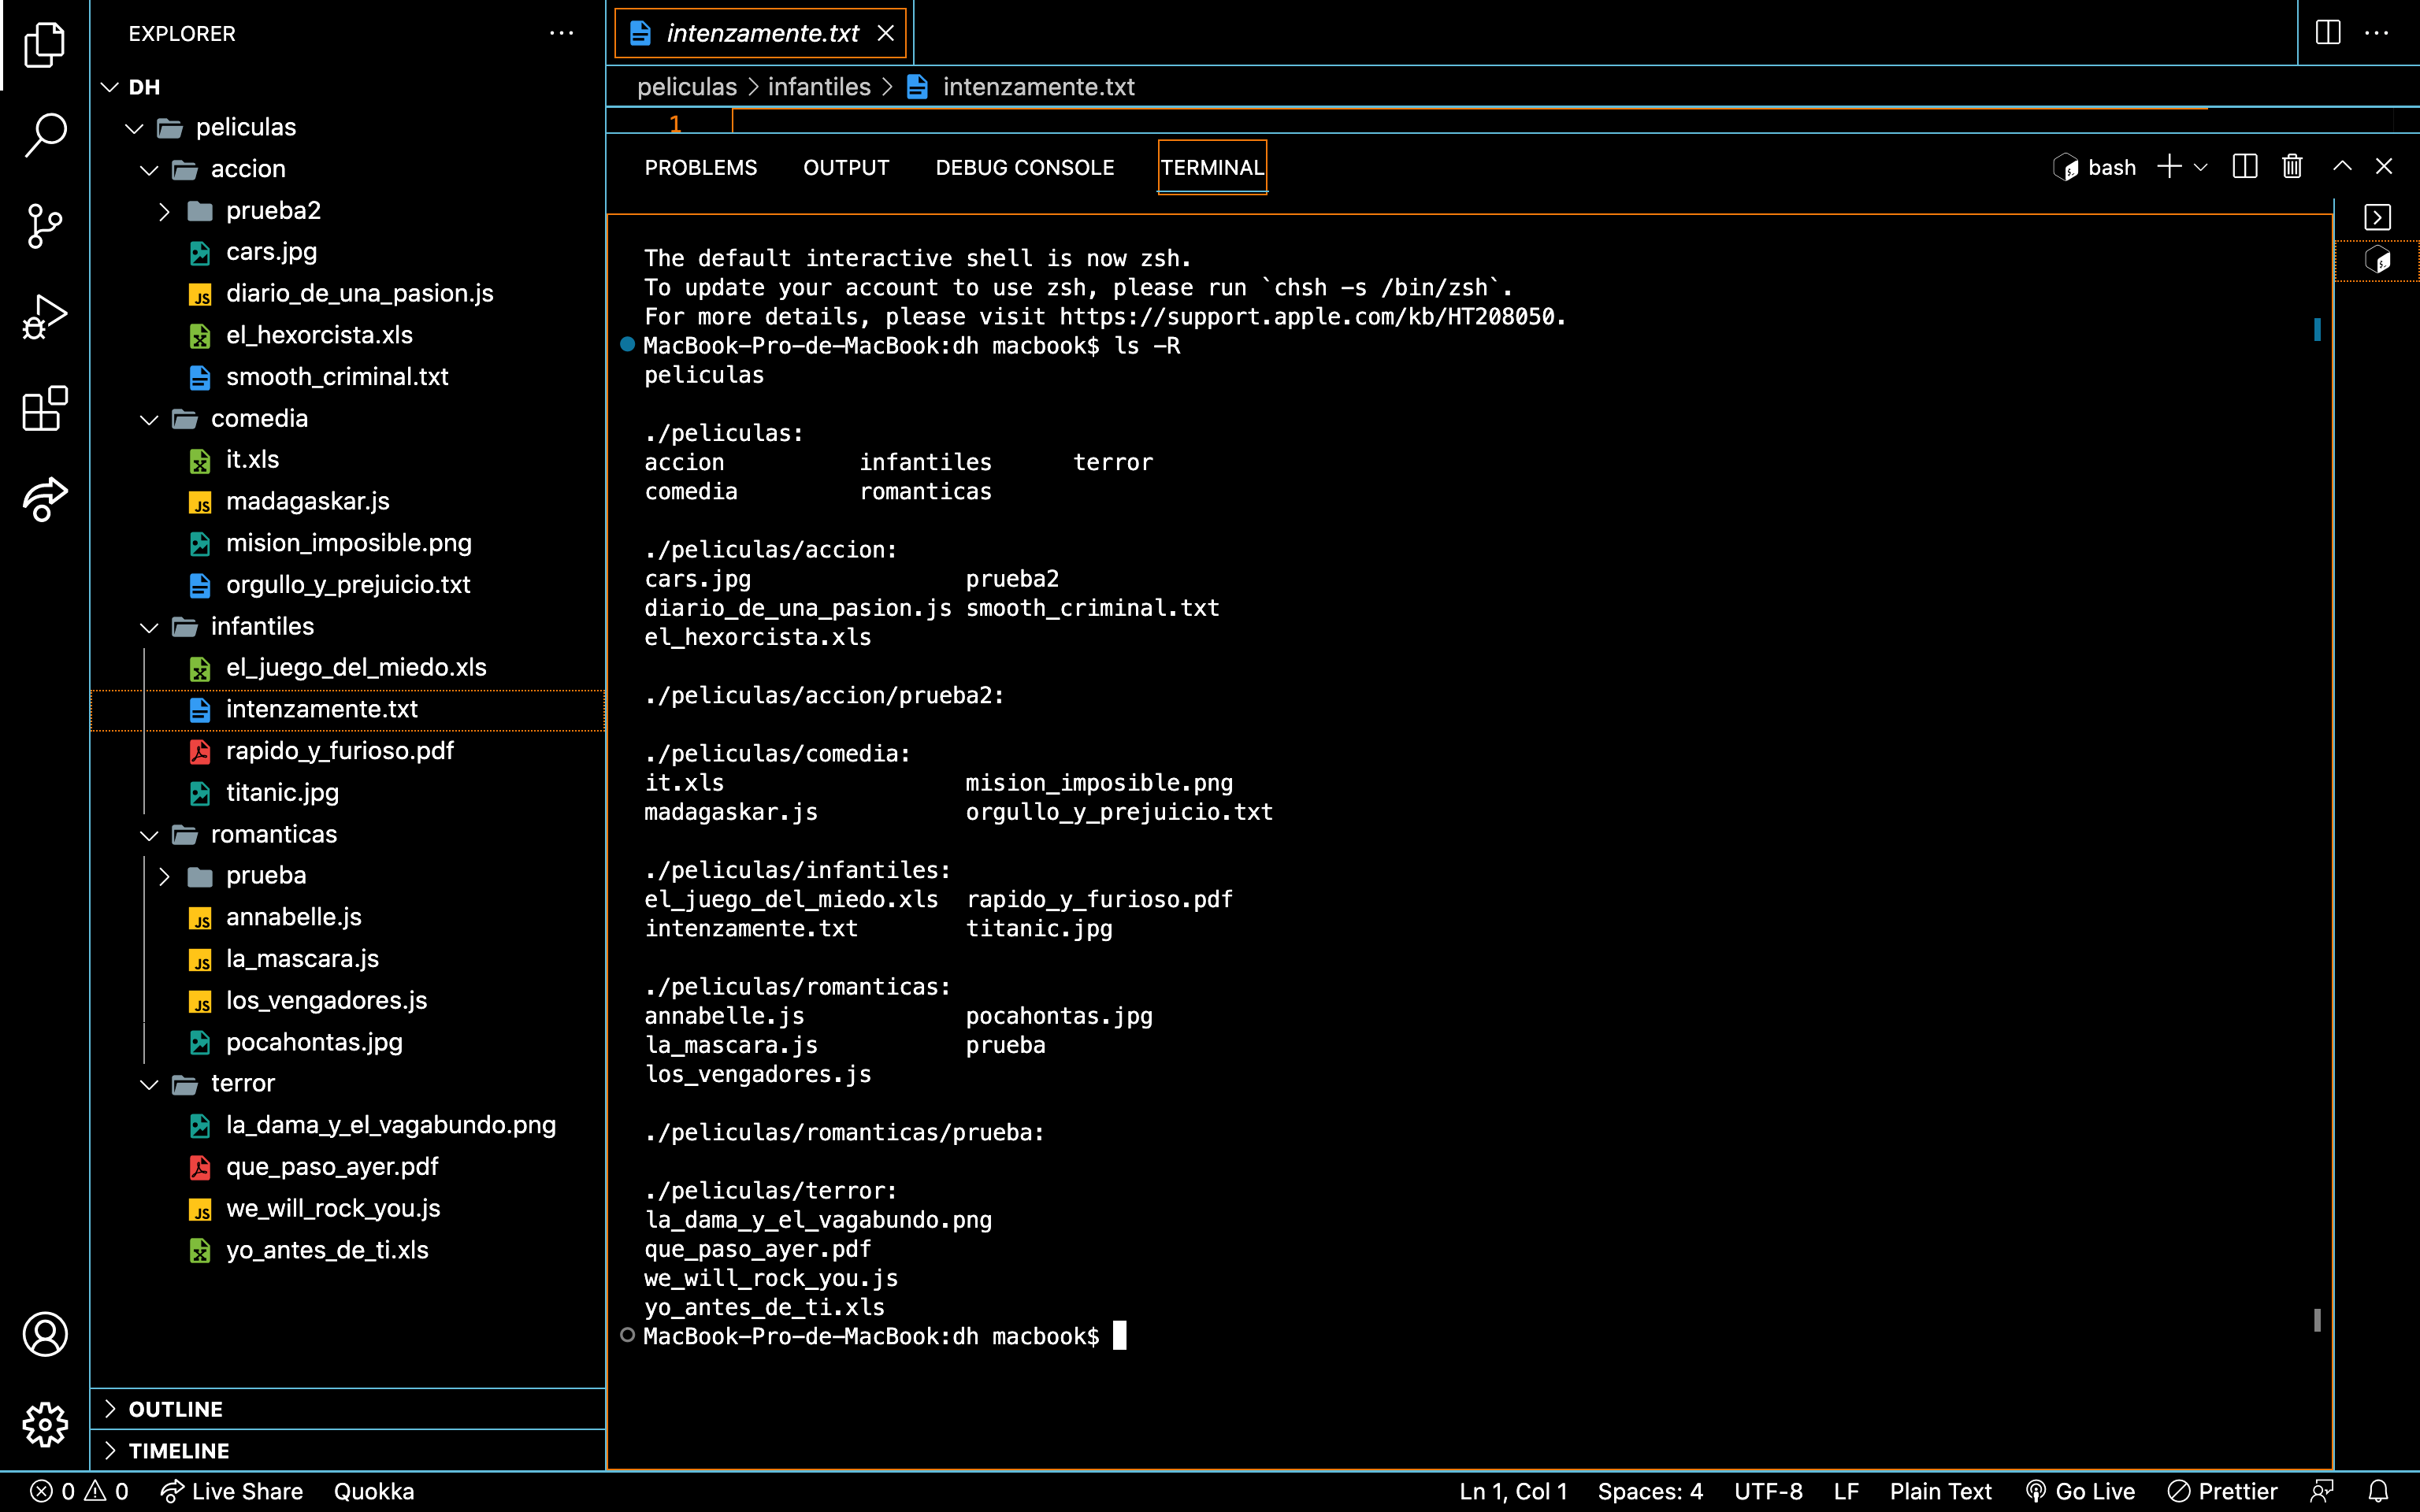 EXPLORER
DH
peliculas
accion
prueba2
cars.jpg
diario_de_una_pasion.js
el_hexorcista.xls
smooth_criminal.txt
comedia
it.xls
madagaskar.js
mision_imposible.png
orgullo_y_prejuicio.txt
infantiles
el_juego_del_miedo.xls
intenzamente.txt
rapido_y_furioso.pdf
titanic.jpg
romanticas
prueba
annabelle.js
la_mascara.js
los_vengadores.js
pocahontas.jpg
terror
la_dama_y_el_vagabundo.png
que_paso_ayer.pdf
we_will_rock_you.js
yo_antes_de_ti.xls
OUTLINE
TIMELINE
intenzamente.txt
peliculas > infantiles > intenzamente.txt
1
PROBLEMS OUTPUT DEBUG CONSOLE TERMINAL bash
The default interactive shell is now zsh.
To update your account to use zsh, please run `chsh -s /bin/zsh`.
For more details, please visit https://support.apple.com/kb/HT208050.
MacBook-Pro-de-MacBook:dh macbook$ ls -R
peliculas
./peliculas:
accion infantiles terror
comedia romanticas
./peliculas/accion:
cars.jpg prueba2
diario_de_una_pasion.js smooth_criminal.txt
el_hexorcista.xls
./peliculas/accion/prueba2:
./peliculas/comedia:
it.xls mision_imposible.png
madagaskar.js orgullo_y_prejuicio.txt
./peliculas/infantiles:
el_juego_del_miedo.xls rapido_y_furioso.pdf
intenzamente.txt titanic.jpg
./peliculas/romanticas:
annabelle.js pocahontas.jpg
la_mascara.js prueba
los_vengadores.js
./peliculas/romanticas/prueba:
./peliculas/terror:
la_dama_y_el_vagabundo.png
que_paso_ayer.pdf
we_will_rock_you.js
yo_antes_de_ti.xls
MacBook-Pro-de-MacBook:dh macbook$
0 0 Live Share Quokka Ln 1, Col 1 Spaces: 4 UTF-8 LF Plain Text Go Live Prettier